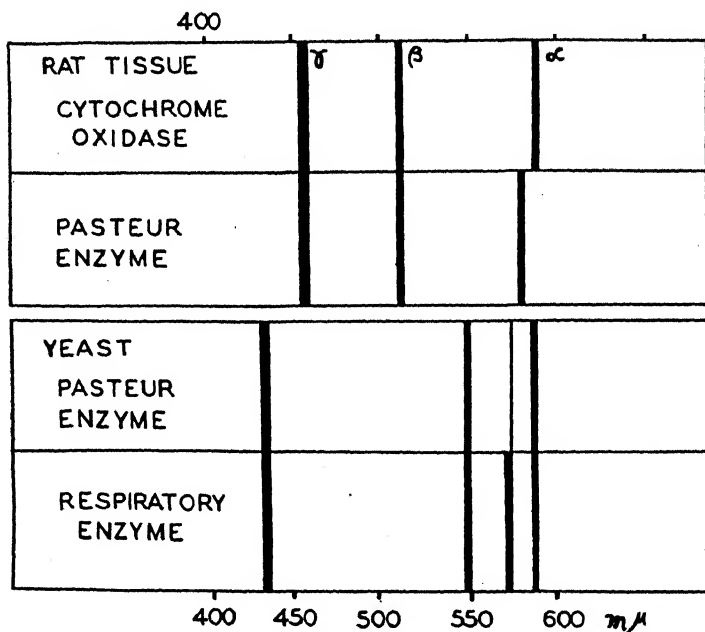 400
RAT TISSUE
CYTOCHROME
OXIDASE
γ
β
α
PASTEUR
ENZYME
YEAST
PASTEUR
ENZYME
RESPIRATORY
ENZYME
400 450 500 550 600 mμ